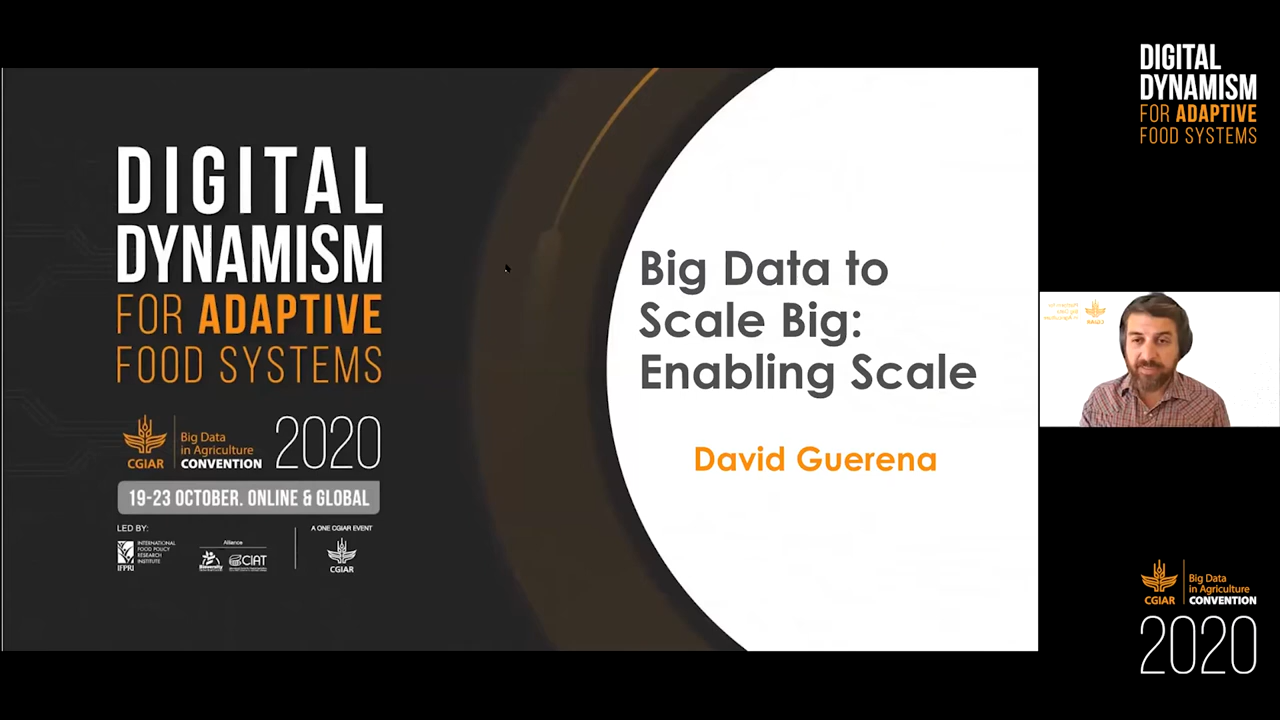 DIGITAL
DYNAMISM
FOR ADAPTIVE
FOOD SYSTEMS
CGIAR
Big Data
in Agriculture
CONVENTION
2020
19-23 OCTOBER. ONLINE & GLOBAL
LED BY:
IFPRI
INTERNATIONAL
FOOD POLICY
RESEARCH
INSTITUTE
Alliance
Bioversity
CIAT
A ONE CGIAR EVENT
CGIAR
Big Data to
Scale Big:
Enabling Scale
David Guerena
DIGITAL
DYNAMISM
FOR ADAPTIVE
FOOD SYSTEMS
CGIAR
Big Data
in Agriculture
CONVENTION
2020